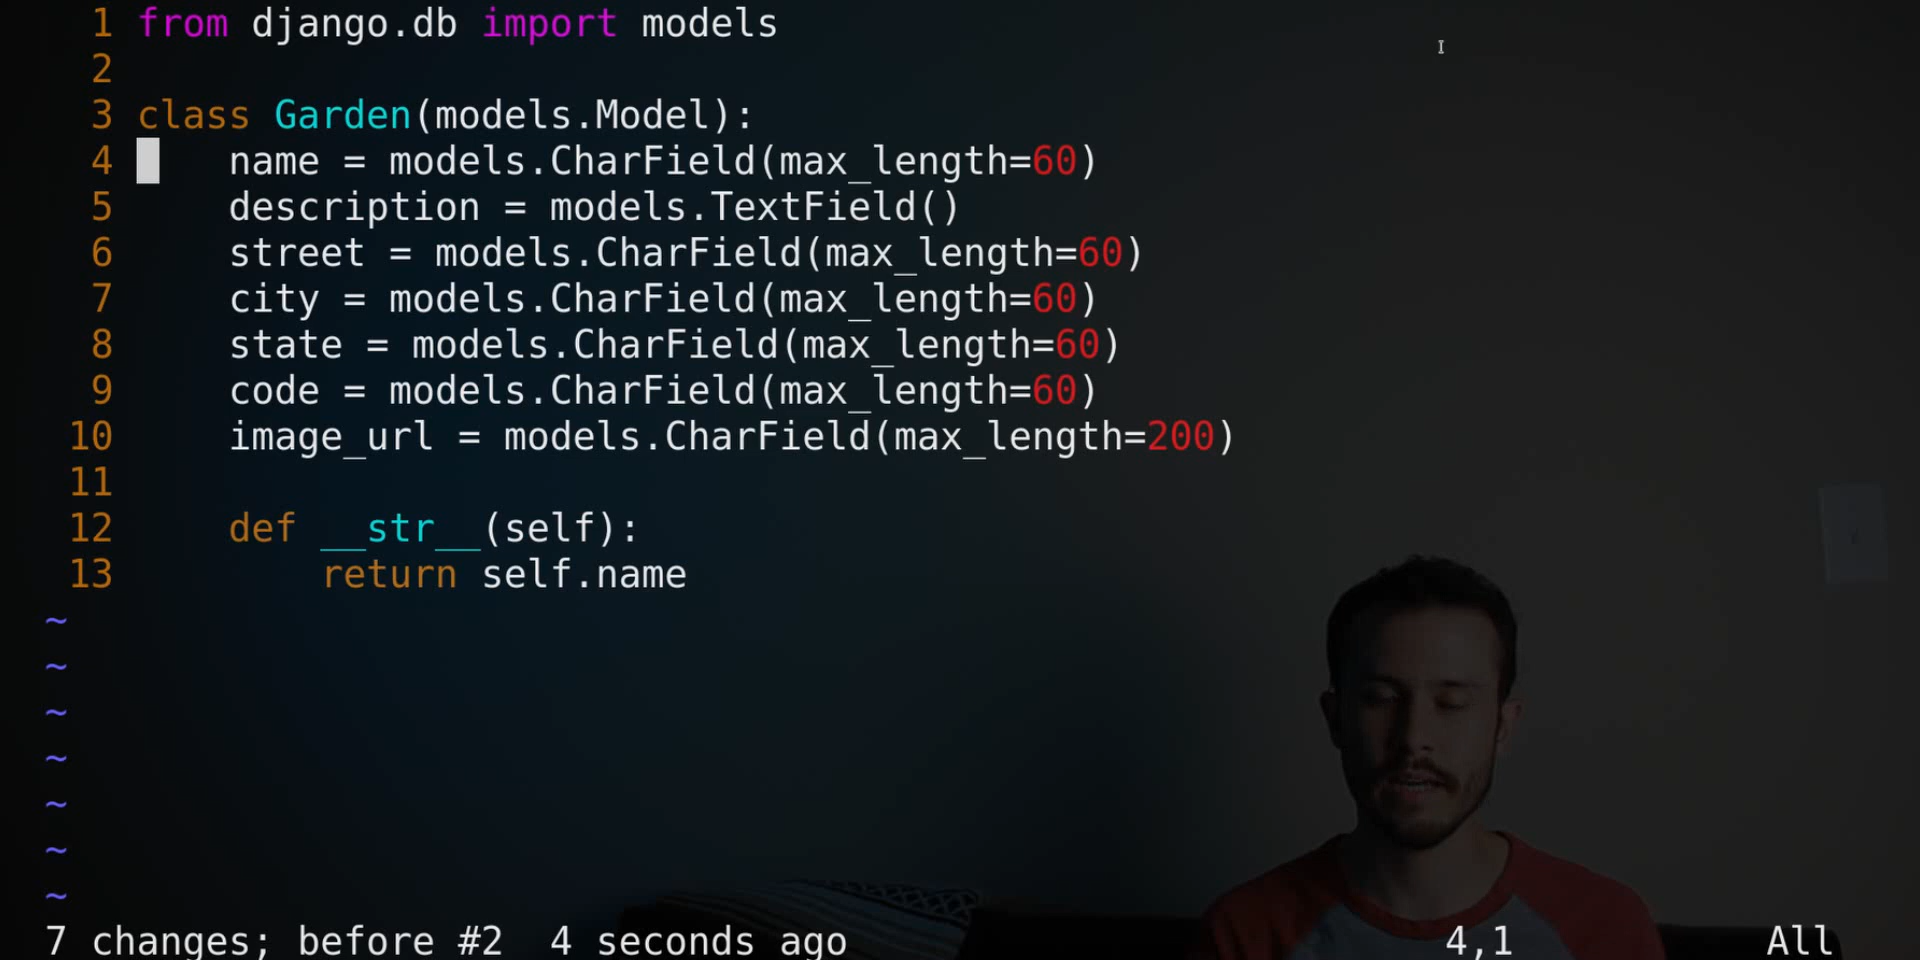 1 from django.db import models
2
3 class Garden(models.Model):
4     name = models.CharField(max_length=60)
5     description = models.TextField()
6     street = models.CharField(max_length=60)
7     city = models.CharField(max_length=60)
8     state = models.CharField(max_length=60)
9     code = models.CharField(max_length=60)
10     image_url = models.CharField(max_length=200)
11
12     def __str__(self):
13         return self.name
~
~
~
~
~
~
~
7 changes; before #2  4 seconds ago 4,1 All